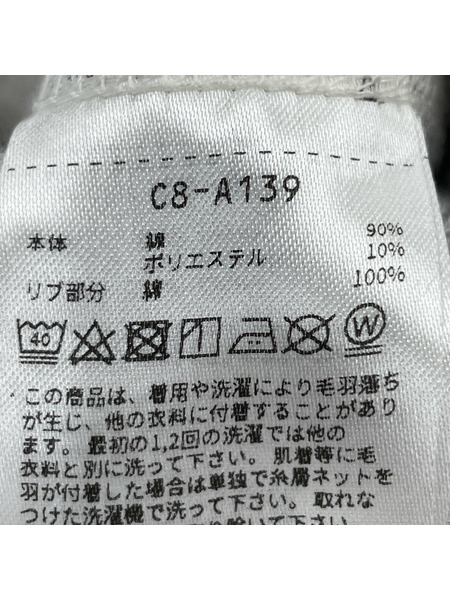 C8-A139
本体 綿 90%
ポリエステル 10%
リブ部分 綿 100%
40 W
この商品は、着用や洗濯により毛羽落ち
が生じ、他の衣料に付着することがあり
ます。最初の1,2回の洗濯では他の
衣料と別に洗って下さい。肌着等に毛
羽が付着した場合は単独で糸屑ネットを
つけた洗濯機で洗って下さい。取れな